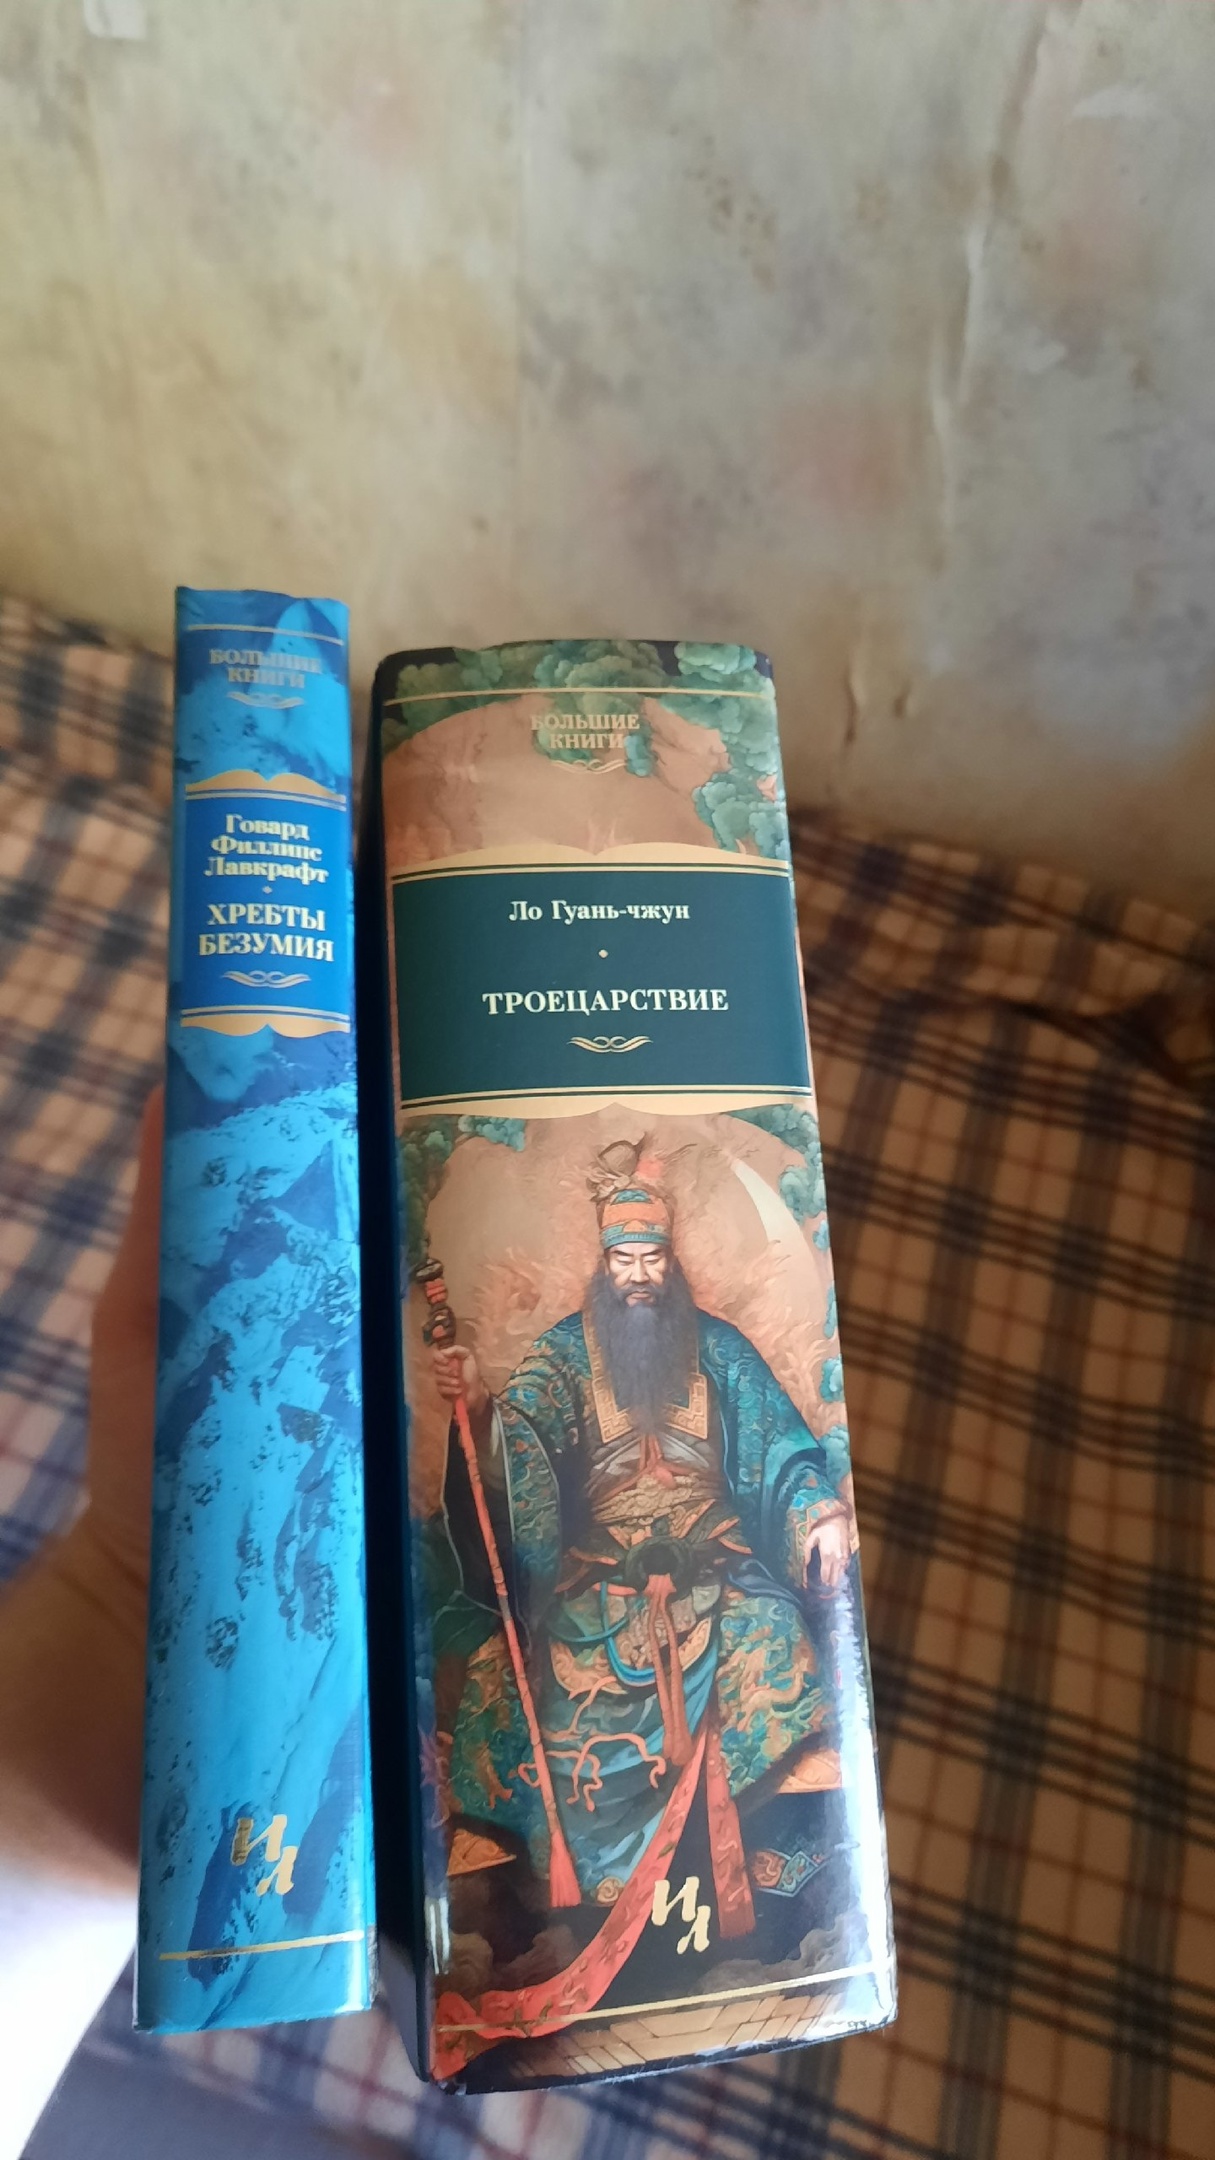 БОЛЬШИЕ
КНИГИ
Говард
Филлипс
Лавкрафт
ХРЕБТЫ
БЕЗУМИЯ
ИЛ
БОЛЬШИЕ
КНИГИ
Ло Гуань-чжун
ТРОЕЦАРСТВИЕ
ИЛ